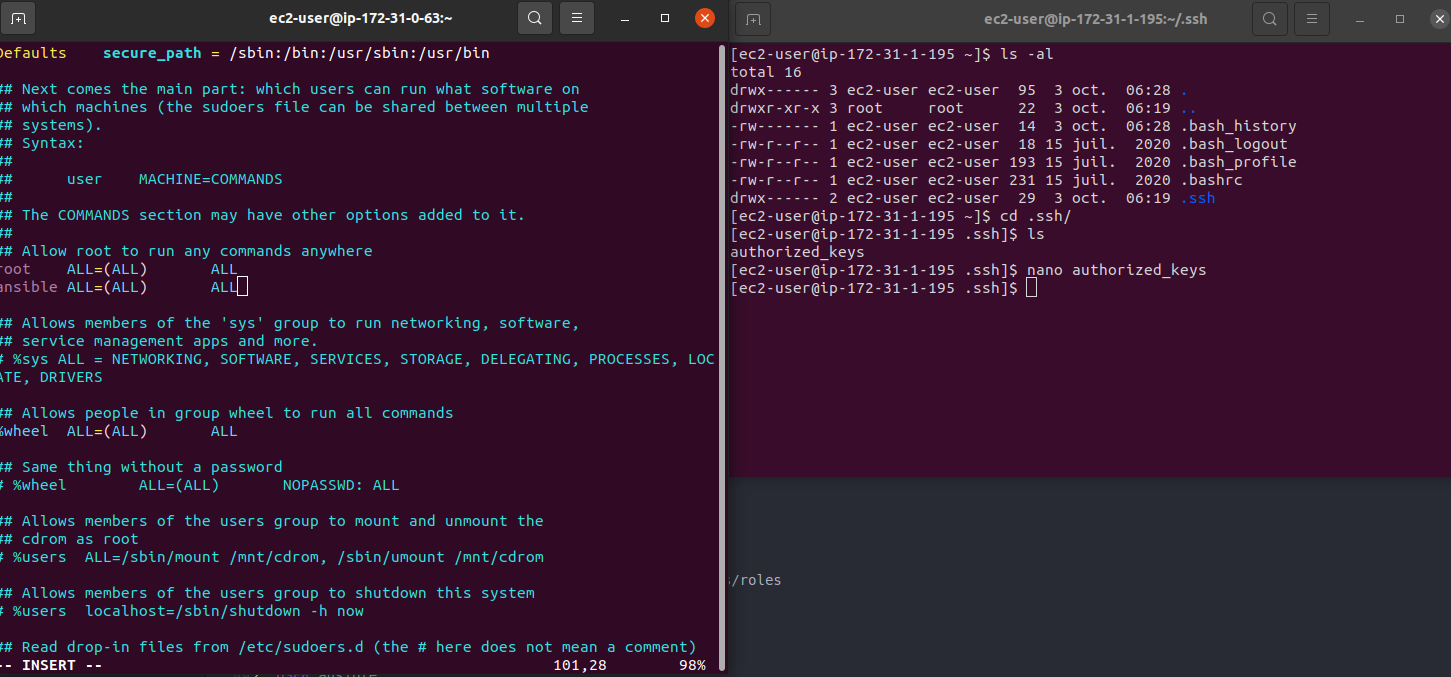 ec2-user@ip-172-31-0-63:~
Defaults    secure_path = /sbin:/bin:/usr/sbin:/usr/bin
## Next comes the main part: which users can run what software on
## which machines (the sudoers file can be shared between multiple
## systems).
## Syntax:
##
##      user    MACHINE=COMMANDS
##
## The COMMANDS section may have other options added to it.
##
## Allow root to run any commands anywhere
root    ALL=(ALL)       ALL
ansible ALL=(ALL)       ALL
## Allows members of the 'sys' group to run networking, software,
## service management apps and more.
# %sys ALL = NETWORKING, SOFTWARE, SERVICES, STORAGE, DELEGATING, PROCESSES, LOC
ATE, DRIVERS
## Allows people in group wheel to run all commands
%wheel  ALL=(ALL)       ALL
## Same thing without a password
# %wheel        ALL=(ALL)       NOPASSWD: ALL
## Allows members of the users group to mount and unmount the
## cdrom as root
# %users  ALL=/sbin/mount /mnt/cdrom, /sbin/umount /mnt/cdrom
## Allows members of the users group to shutdown this system
# %users  localhost=/sbin/shutdown -h now
## Read drop-in files from /etc/sudoers.d (the # here does not mean a comment)
-- INSERT --                                                  101,28        98%
ec2-user@ip-172-31-1-195:~/.ssh
[ec2-user@ip-172-31-1-195 ~]$ ls -al
total 16
drwx------ 3 ec2-user ec2-user  95  3 oct.  06:28 .
drwxr-xr-x 3 root     root      22  3 oct.  06:19 ..
-rw------- 1 ec2-user ec2-user  14  3 oct.  06:28 .bash_history
-rw-r--r-- 1 ec2-user ec2-user  18 15 juil.  2020 .bash_logout
-rw-r--r-- 1 ec2-user ec2-user 193 15 juil.  2020 .bash_profile
-rw-r--r-- 1 ec2-user ec2-user 231 15 juil.  2020 .bashrc
drwx------ 2 ec2-user ec2-user  29  3 oct.  06:19 .ssh
[ec2-user@ip-172-31-1-195 ~]$ cd .ssh/
[ec2-user@ip-172-31-1-195 .ssh]$ ls
authorized_keys
[ec2-user@ip-172-31-1-195 .ssh]$ nano authorized_keys
[ec2-user@ip-172-31-1-195 .ssh]$
/roles